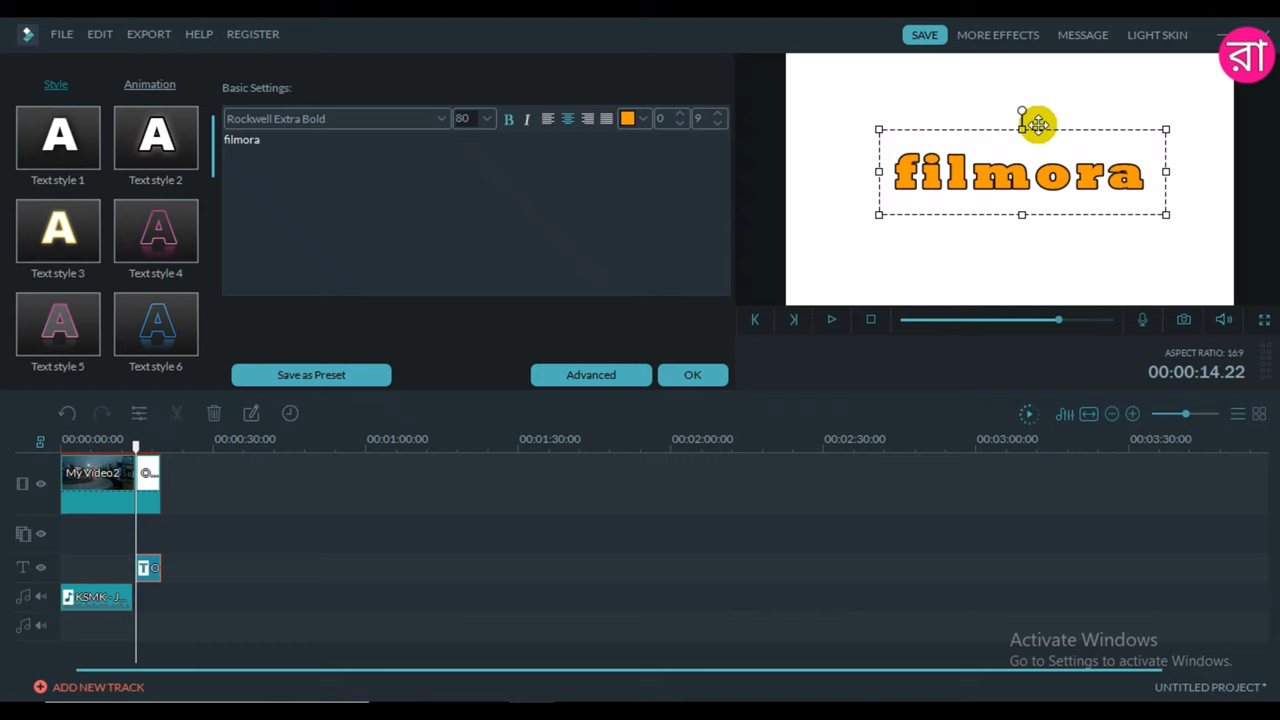 FILE EDIT EXPORT HELP REGISTER SAVE MORE EFFECTS MESSAGE LIGHT SKIN
রা
Style Animation Basic Settings:
A A Rockwell Extra Bold 80 B I 0 9
Text style 1 Text style 2 filmora
filmora
A A
Text style 3 Text style 4
A A
Text style 5 Text style 6
Save as Preset Advanced OK
ASPECT RATIO: 16:9
00:00:14.22
00:00:00:00 00:00:30:00 00:01:00:00 00:01:30:00 00:02:00:00 00:02:30:00 00:03:00:00 00:03:30:00
My Video2 O...
T O
KSMK - J...
Activate Windows
Go to Settings to activate Windows.
ADD NEW TRACK UNTITLED PROJECT *